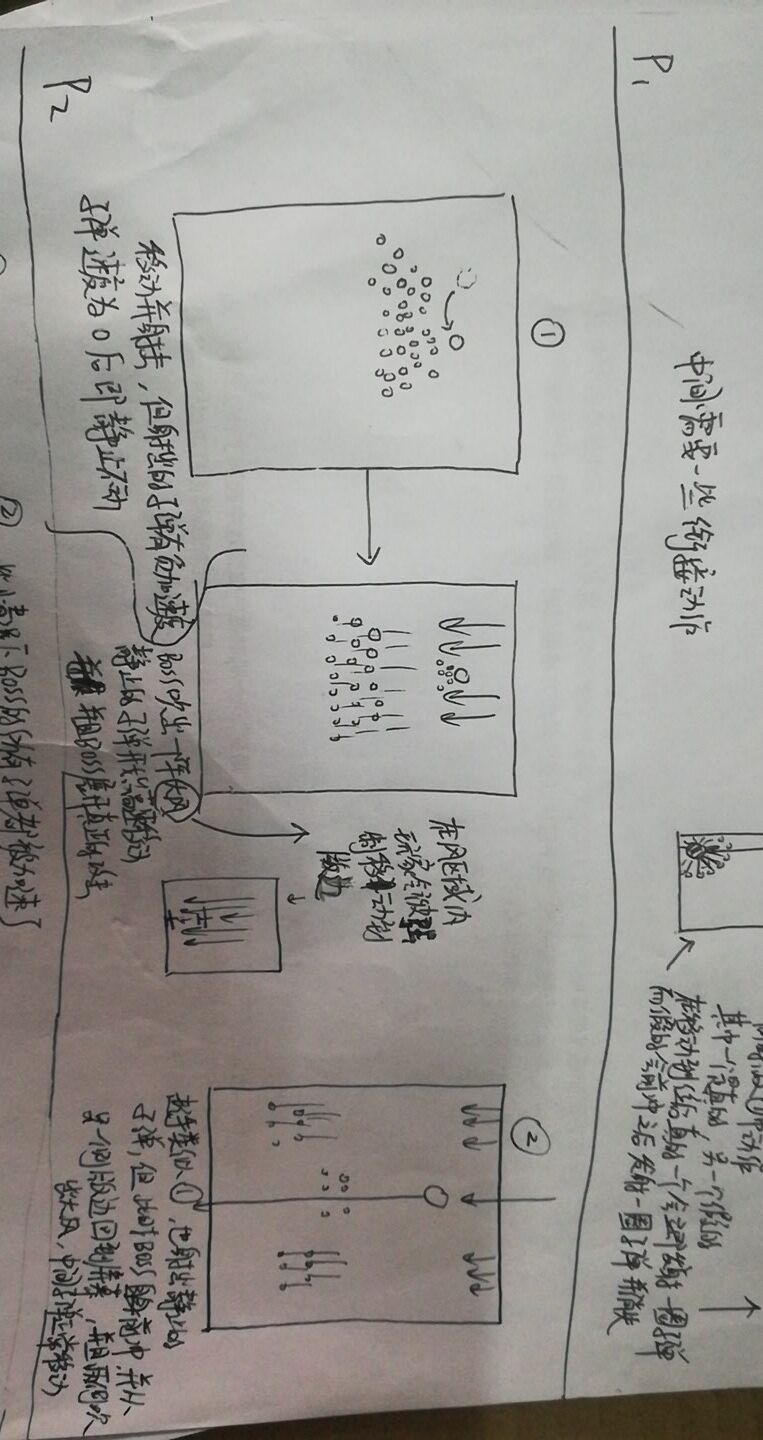 中间需要一些衔接动作
其中一个是真的，另一个假的
在移动到位后真的一个会立即发射一圈子弹
而假的会前冲之后发射一圈子弹并消失
P1
①
②
在风区域内
玩家会被强
制移动到
版边
移动并射击，但射出的子弹有负加速度
子弹速度为0后即静止不动
Boss吹出一阵大风
静止的子弹开始高速移动
并且Boss展开真正的攻击
起手类似①，也射出静止的
子弹，但此时BOSS前冲，并从
另一侧版边回到屏幕，并且两侧吹
出大风，中间子弹正常移动
P2
②
情况下BOSS的所有子弹都被加速了